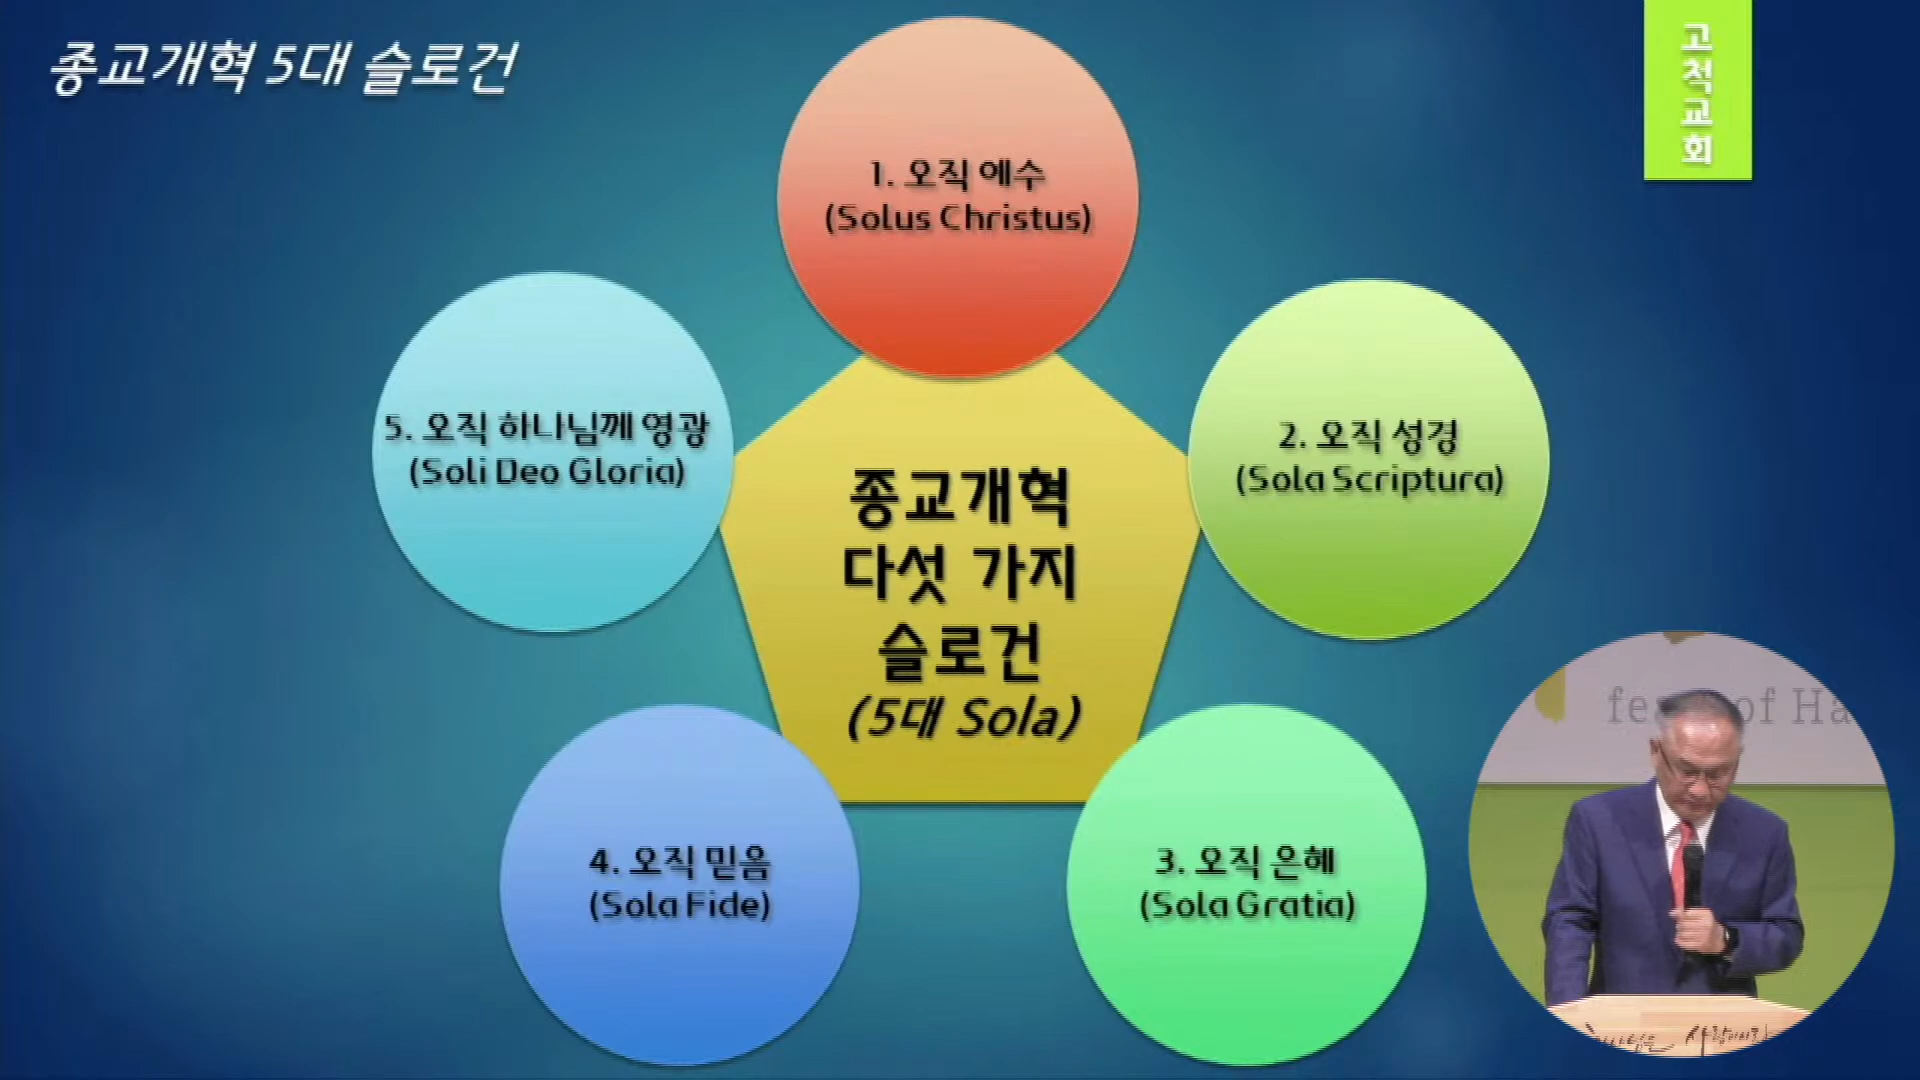 종교개혁 5대 슬로건
고척교회
1. 오직 예수
(Solus Christus)
2. 오직 성경
(Sola Scriptura)
3. 오직 은혜
(Sola Gratia)
4. 오직 믿음
(Sola Fide)
5. 오직 하나님께 영광
(Soli Deo Gloria)
종교개혁
다섯 가지
슬로건
(5대 Sola)
of